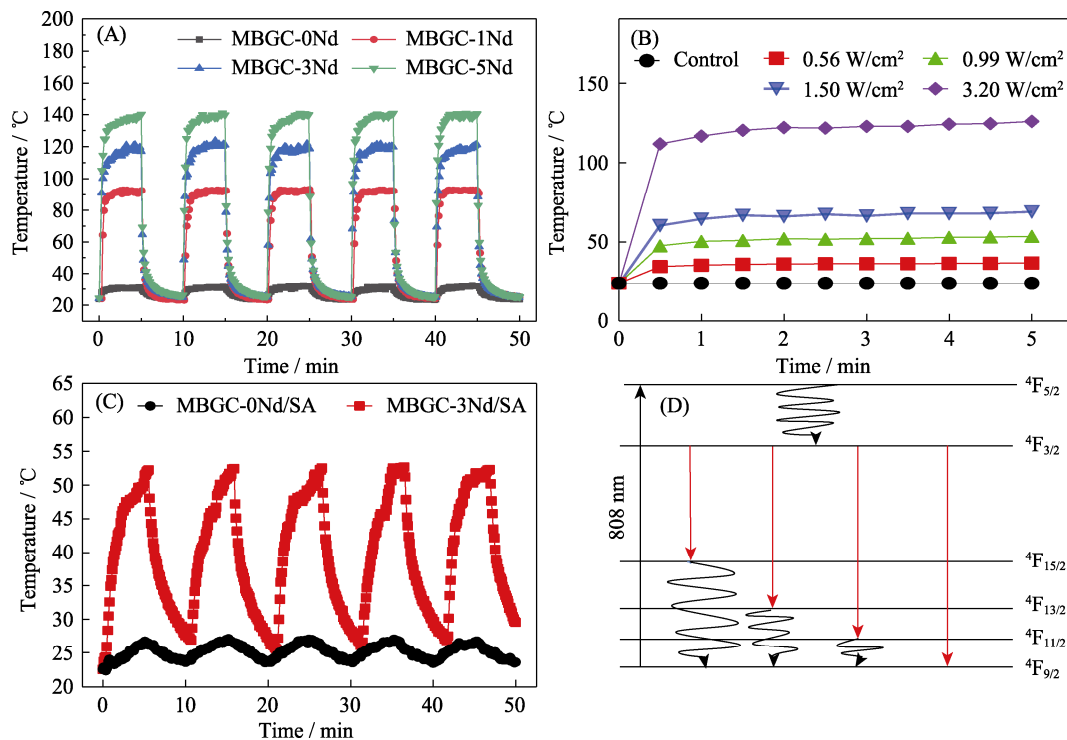 (A)
MBGC-0Nd
MBGC-1Nd
MBGC-3Nd
MBGC-5Nd
Temperature / ℃
200
180
160
140
120
100
80
60
40
20
0
10
20
30
40
50
Time / min
(B)
Control
0.56 W/cm²
0.99 W/cm²
1.50 W/cm²
3.20 W/cm²
Temperature / ℃
150
100
50
0
0
1
2
3
4
5
Time / min
(C)
MBGC-0Nd/SA
MBGC-3Nd/SA
Temperature / ℃
65
60
55
50
45
40
35
30
25
20
0
10
20
30
40
50
Time / min
(D)
808 nm
⁴F5/2
⁴F3/2
⁴F15/2
⁴F13/2
⁴F11/2
⁴F9/2